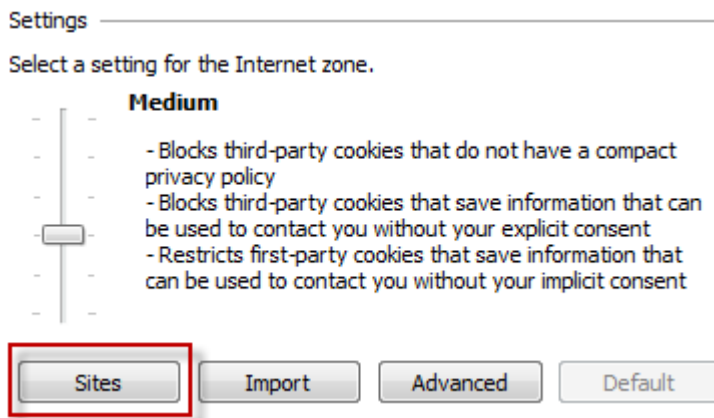 Settings
Select a setting for the Internet zone.
Medium
- Blocks third-party cookies that do not have a compact
privacy policy
- Blocks third-party cookies that save information that can
be used to contact you without your explicit consent
- Restricts first-party cookies that save information that
can be used to contact you without your implicit consent
Sites Import Advanced Default